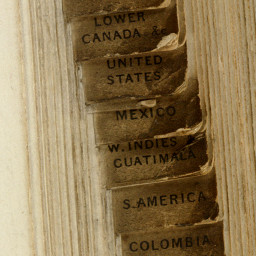 LOWER
CANADA &c
UNITED
STATES
MEXICO
W. INDIES &
GUATIMALA
S. AMERICA
COLOMBIA